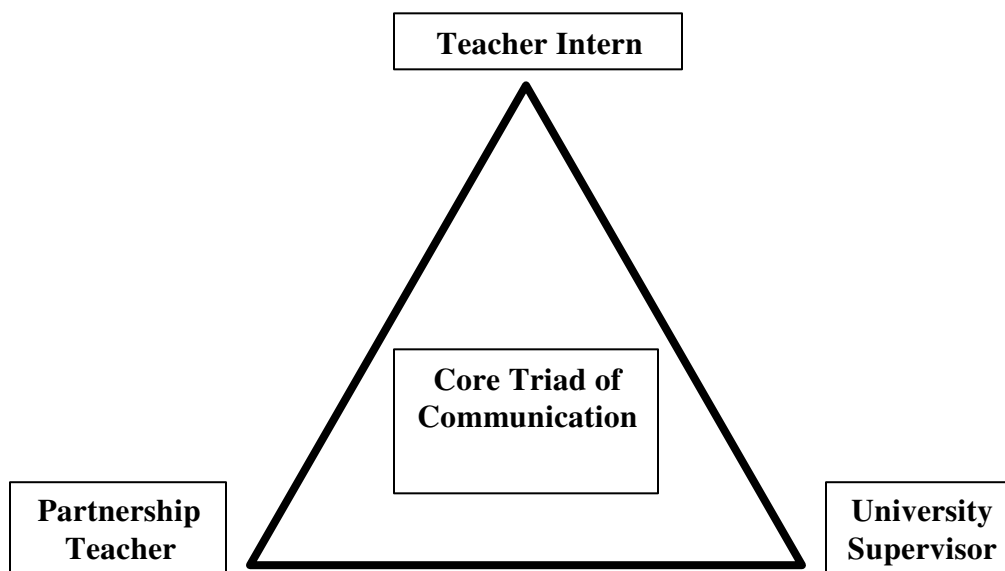 Teacher Intern
Core Triad of
Communication
Partnership
Teacher
University
Supervisor